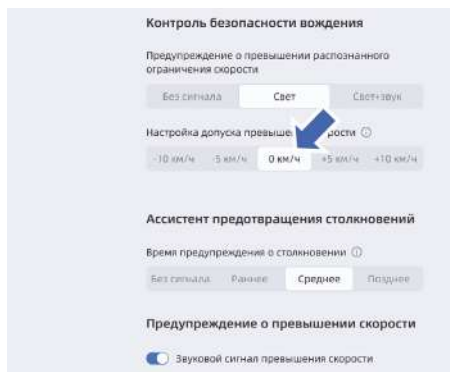 Контроль безопасности вождения
Предупреждение о превышении распознанного
ограничения скорости
Без сигнала Свет Свет+звук
Настройка допуска превышения скорости
-10 км/ч -5 км/ч 0 км/ч +5 км/ч +10 км/ч
Ассистент предотвращения столкновений
Время предупреждения о столкновении
Без сигнала Раннее Среднее Позднее
Предупреждение о превышении скорости
Звуковой сигнал превышения скорости